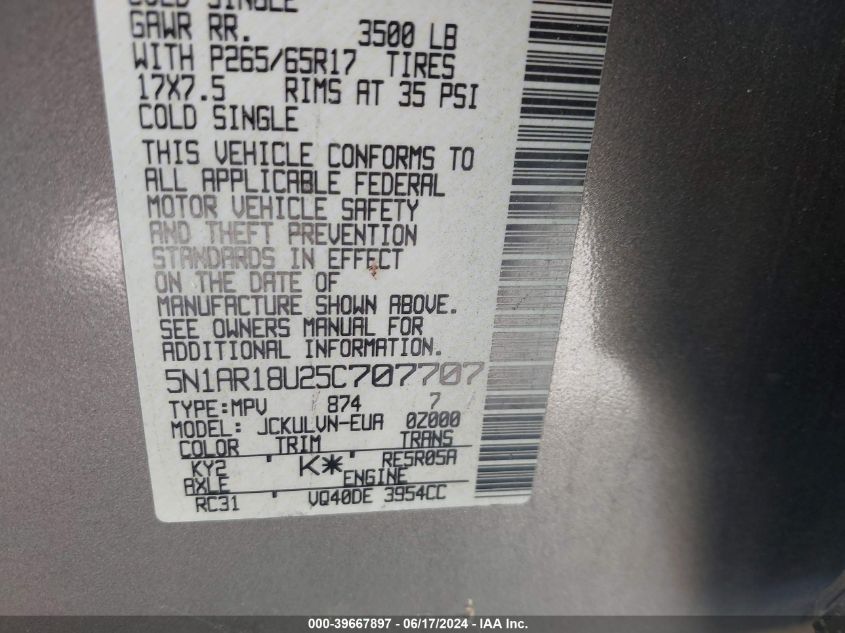 COLD SINGLE
GAWR RR. 3500 LB
WITH P265/65R17 TIRES
17X7.5 RIMS AT 35 PSI
COLD SINGLE
THIS VEHICLE CONFORMS TO
ALL APPLICABLE FEDERAL
MOTOR VEHICLE SAFETY
AND THEFT PREVENTION
STANDARDS IN EFFECT
ON THE DATE OF
MANUFACTURE SHOWN ABOVE.
SEE OWNERS MANUAL FOR
ADDITIONAL INFORMATION.
5N1AR18U25C707707
TYPE:MPV 874 7
MODEL: JCKULVN-EUA 0Z000
COLOR TRIM TRANS
KY2 ' K* ' RE5R05A
AXLE ENGINE
RC31 ' VQ40DE 3954CC
000-39667897 - 06/17/2024 - IAA Inc.